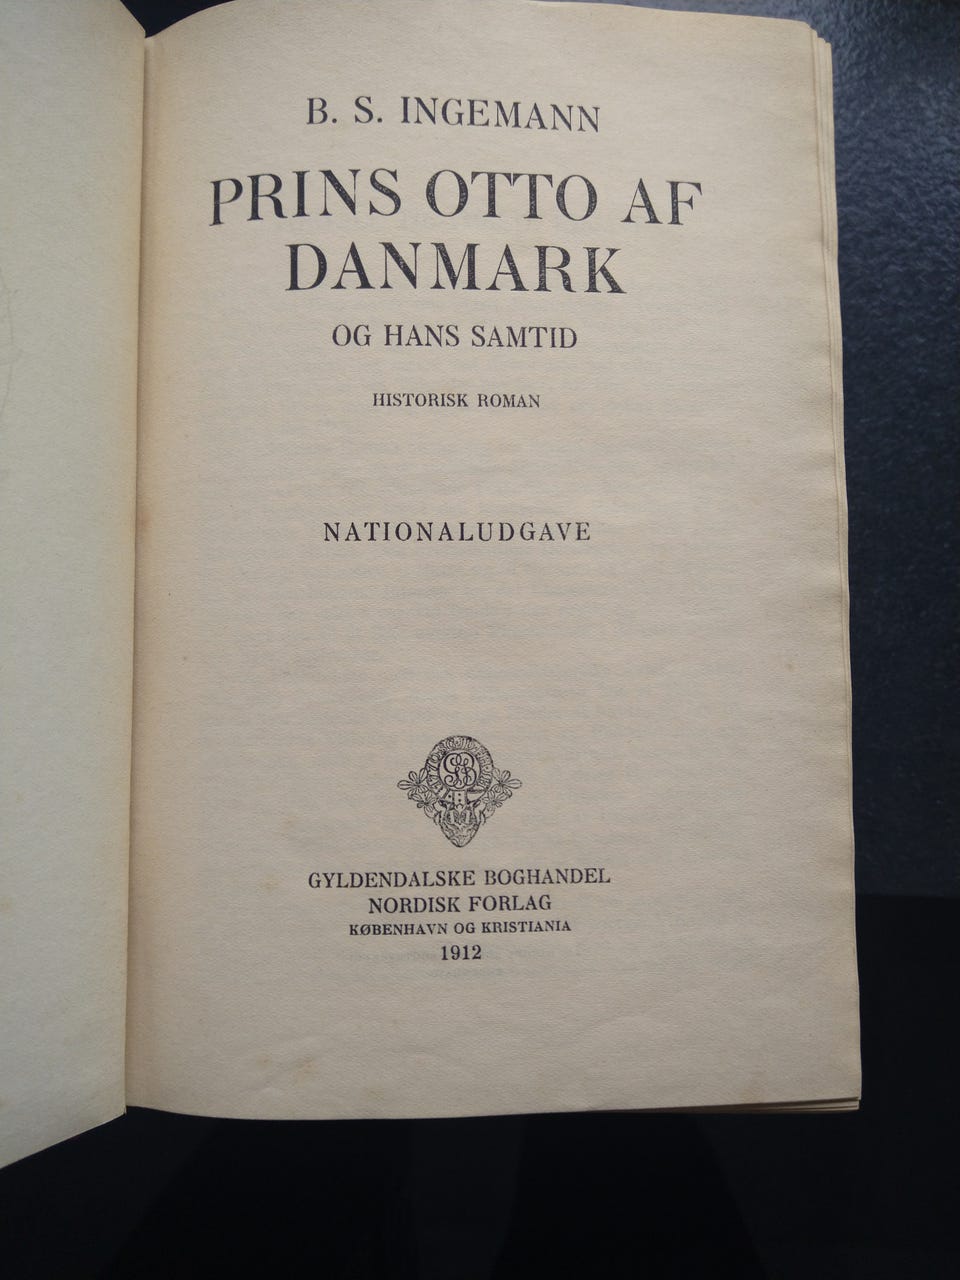 B. S. INGEMANN
PRINS OTTO AF
DANMARK
OG HANS SAMTID
HISTORISK ROMAN
NATIONALUDGAVE
GYLDENDALSKE BOGHANDEL
NORDISK FORLAG
KØBENHAVN OG KRISTIANIA
1912